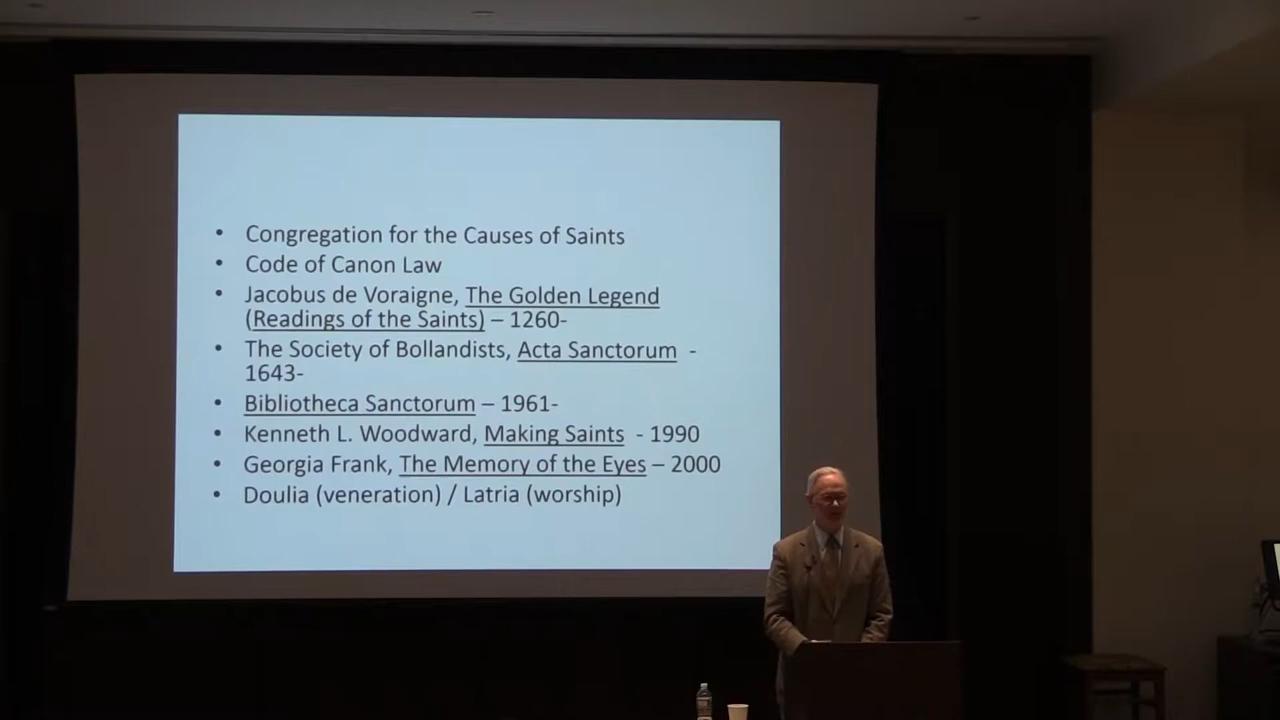 • Congregation for the Causes of Saints
• Code of Canon Law
• Jacobus de Voraigne, The Golden Legend
(Readings of the Saints) – 1260-
• The Society of Bollandists, Acta Sanctorum -
1643-
• Bibliotheca Sanctorum – 1961-
• Kenneth L. Woodward, Making Saints - 1990
• Georgia Frank, The Memory of the Eyes – 2000
• Doulia (veneration) / Latria (worship)